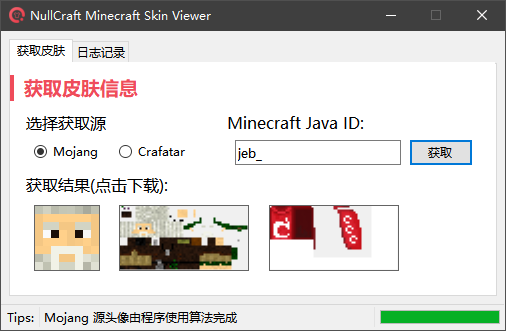 NullCraft Minecraft Skin Viewer
获取皮肤 日志记录
获取皮肤信息
选择获取源 Minecraft Java ID:
Mojang Crafatar jeb_ 获取
获取结果(点击下载):
Tips: Mojang 源头像由程序使用算法完成